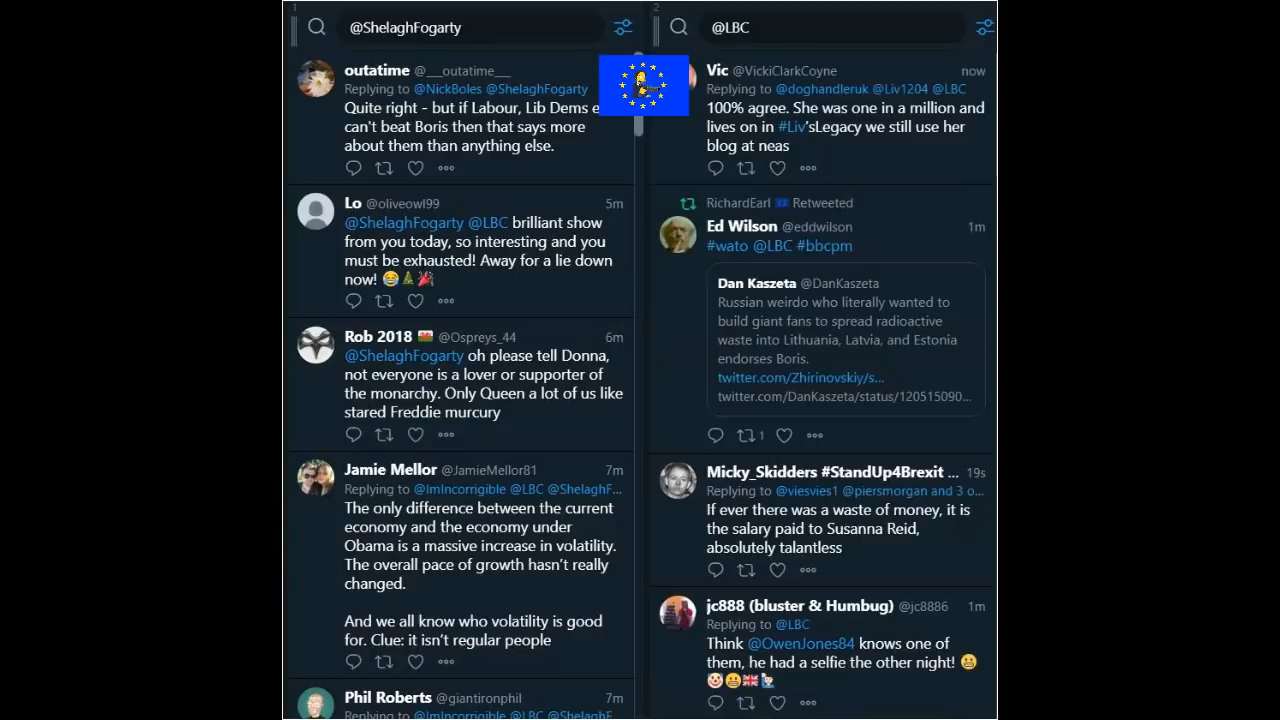 1
@ShelaghFogarty
outatime @___outatime___
Replying to @NickBoles @ShelaghFogarty
Quite right - but if Labour, Lib Dems e
can't beat Boris then that says more
about them than anything else.
Lo @oliveowl99 5m
@ShelaghFogarty @LBC brilliant show
from you today, so interesting and you
must be exhausted! Away for a lie down
now! 😂🎄🎉
Rob 2018 🏴󠁧󠁢󠁷󠁬󠁳󠁿 @Ospreys_44 6m
@ShelaghFogarty oh please tell Donna,
not everyone is a lover or supporter of
the monarchy. Only Queen a lot of us like
stared Freddie murcury
Jamie Mellor @JamieMellor81 7m
Replying to @ImIncorrigible @LBC @ShelaghF...
The only difference between the current
economy and the economy under
Obama is a massive increase in volatility.
The overall pace of growth hasn't really
changed.
And we all know who volatility is good
for. Clue: it isn't regular people
Phil Roberts @giantironphil 7m
Replying to @ImIncorrigible @LBC @ShelaghF...
2
@LBC
Vic @VickiClarkCoyne now
Replying to @doghandleruk @Liv1204 @LBC
100% agree. She was one in a million and
lives on in #Liv'sLegacy we still use her
blog at neas
RichardEarl 🇪🇺 Retweeted
Ed Wilson @eddwilson 1m
#wato @LBC #bbcpm
Dan Kaszeta @DanKaszeta
Russian weirdo who literally wanted to
build giant fans to spread radioactive
waste into Lithuania, Latvia, and Estonia
endorses Boris.
twitter.com/Zhirinovskiy/s...
twitter.com/DanKaszeta/status/120515090...
1
Micky_Skidders #StandUp4Brexit ... 19s
Replying to @viesvies1 @piersmorgan and 3 o...
If ever there was a waste of money, it is
the salary paid to Susanna Reid,
absolutely talantless
jc888 (bluster & Humbug) @jc8886 1m
Replying to @LBC
Think @OwenJones84 knows one of
them, he had a selfie the other night! 😬
🤡😬🇬🇧🙋🏻‍♂️